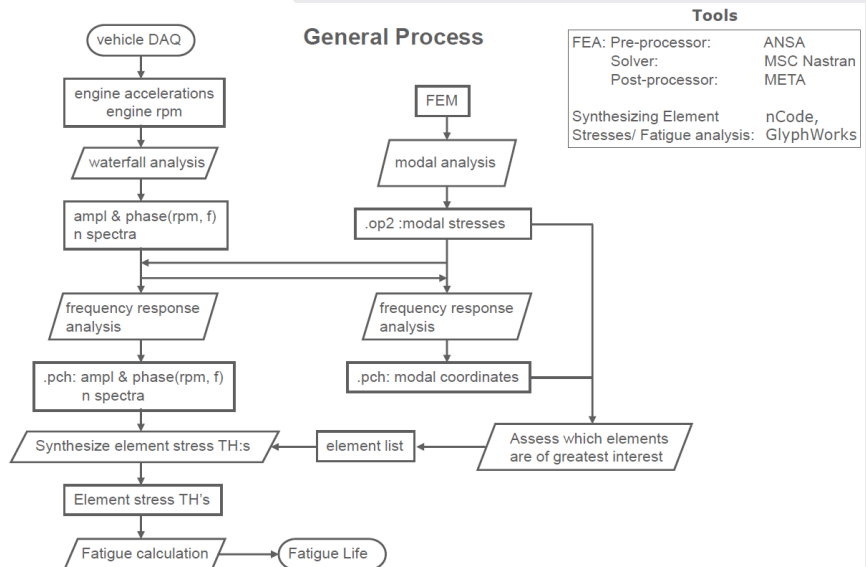 General Process
Tools
FEA: Pre-processor: ANSA
Solver: MSC Nastran
Post-processor: META
Synthesizing Element nCode,
Stresses/ Fatigue analysis: GlyphWorks
vehicle DAQ
engine accelerations
engine rpm
waterfall analysis
ampl & phase(rpm, f)
n spectra
frequency response
analysis
.pch: ampl & phase(rpm, f)
n spectra
FEM
modal analysis
.op2 :modal stresses
frequency response
analysis
.pch: modal coordinates
Assess which elements
are of greatest interest
element list
Synthesize element stress TH:s
Element stress TH's
Fatigue calculation
Fatigue Life